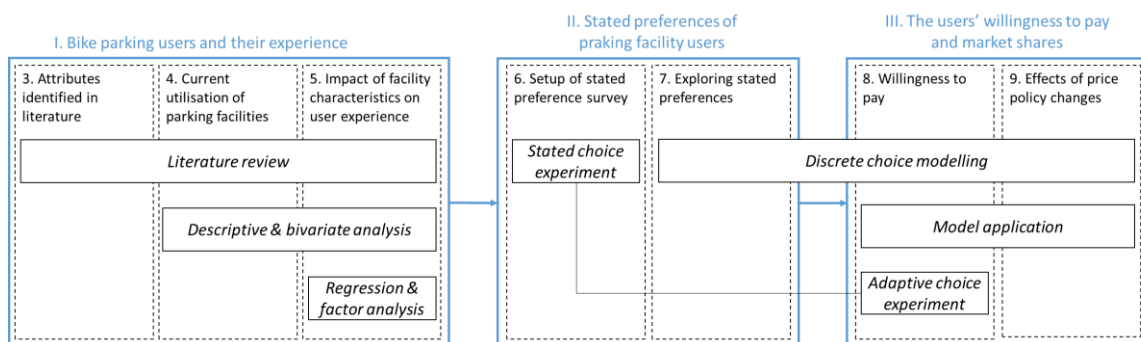 I. Bike parking users and their experience
3. Attributes
identified in
literature
4. Current
utilisation of
parking facilities
5. Impact of facility
characteristics on
user experience
Literature review
Descriptive & bivariate analysis
Regression &
factor analysis
II. Stated preferences of
praking facility users
6. Setup of stated
preference survey
7. Exploring stated
preferences
Stated choice
experiment
III. The users' willingness to pay
and market shares
8. Willingness to
pay
9. Effects of price
policy changes
Discrete choice modelling
Model application
Adaptive choice
experiment